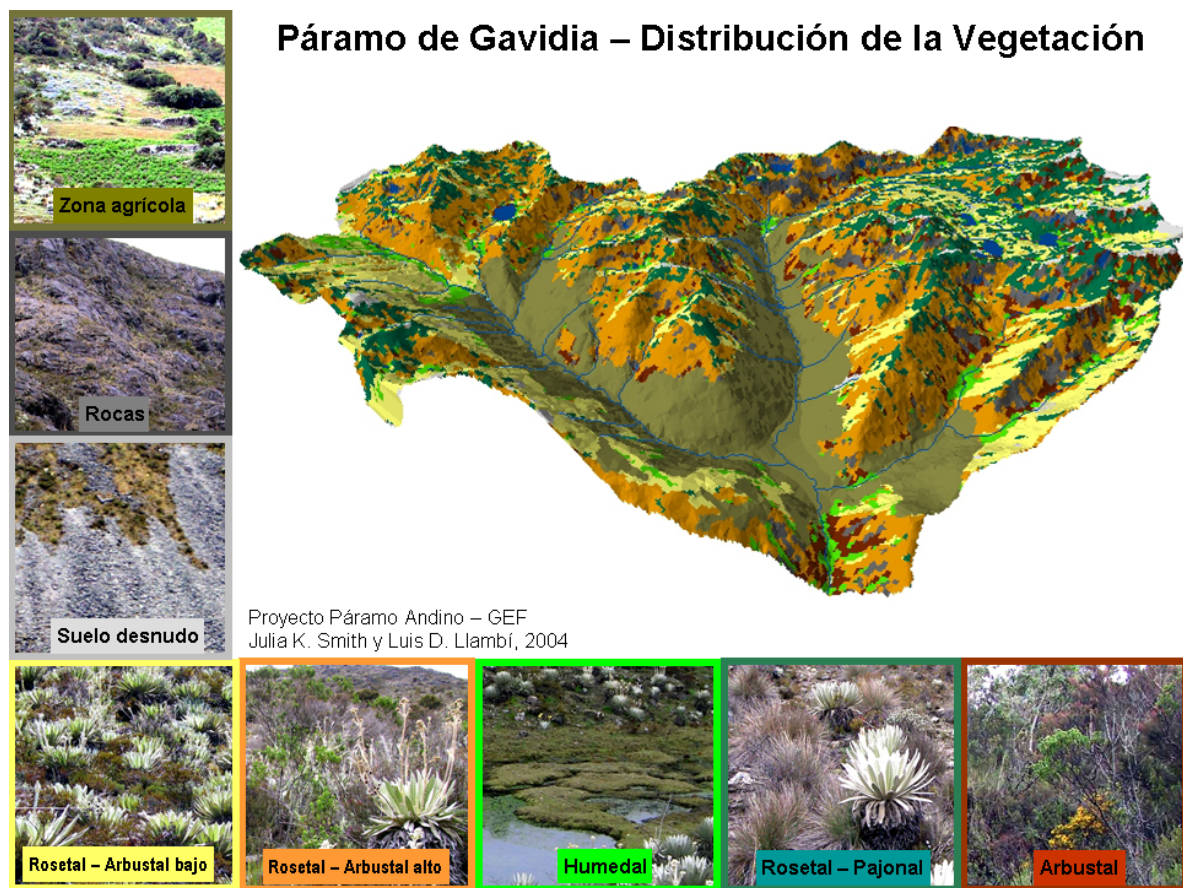 Páramo de Gavidia – Distribución de la Vegetación
Zona agrícola
Rocas
Suelo desnudo
Proyecto Páramo Andino – GEF
Julia K. Smith y Luis D. Llambí, 2004
Rosetal – Arbustal bajo
Rosetal – Arbustal alto
Humedal
Rosetal – Pajonal
Arbustal